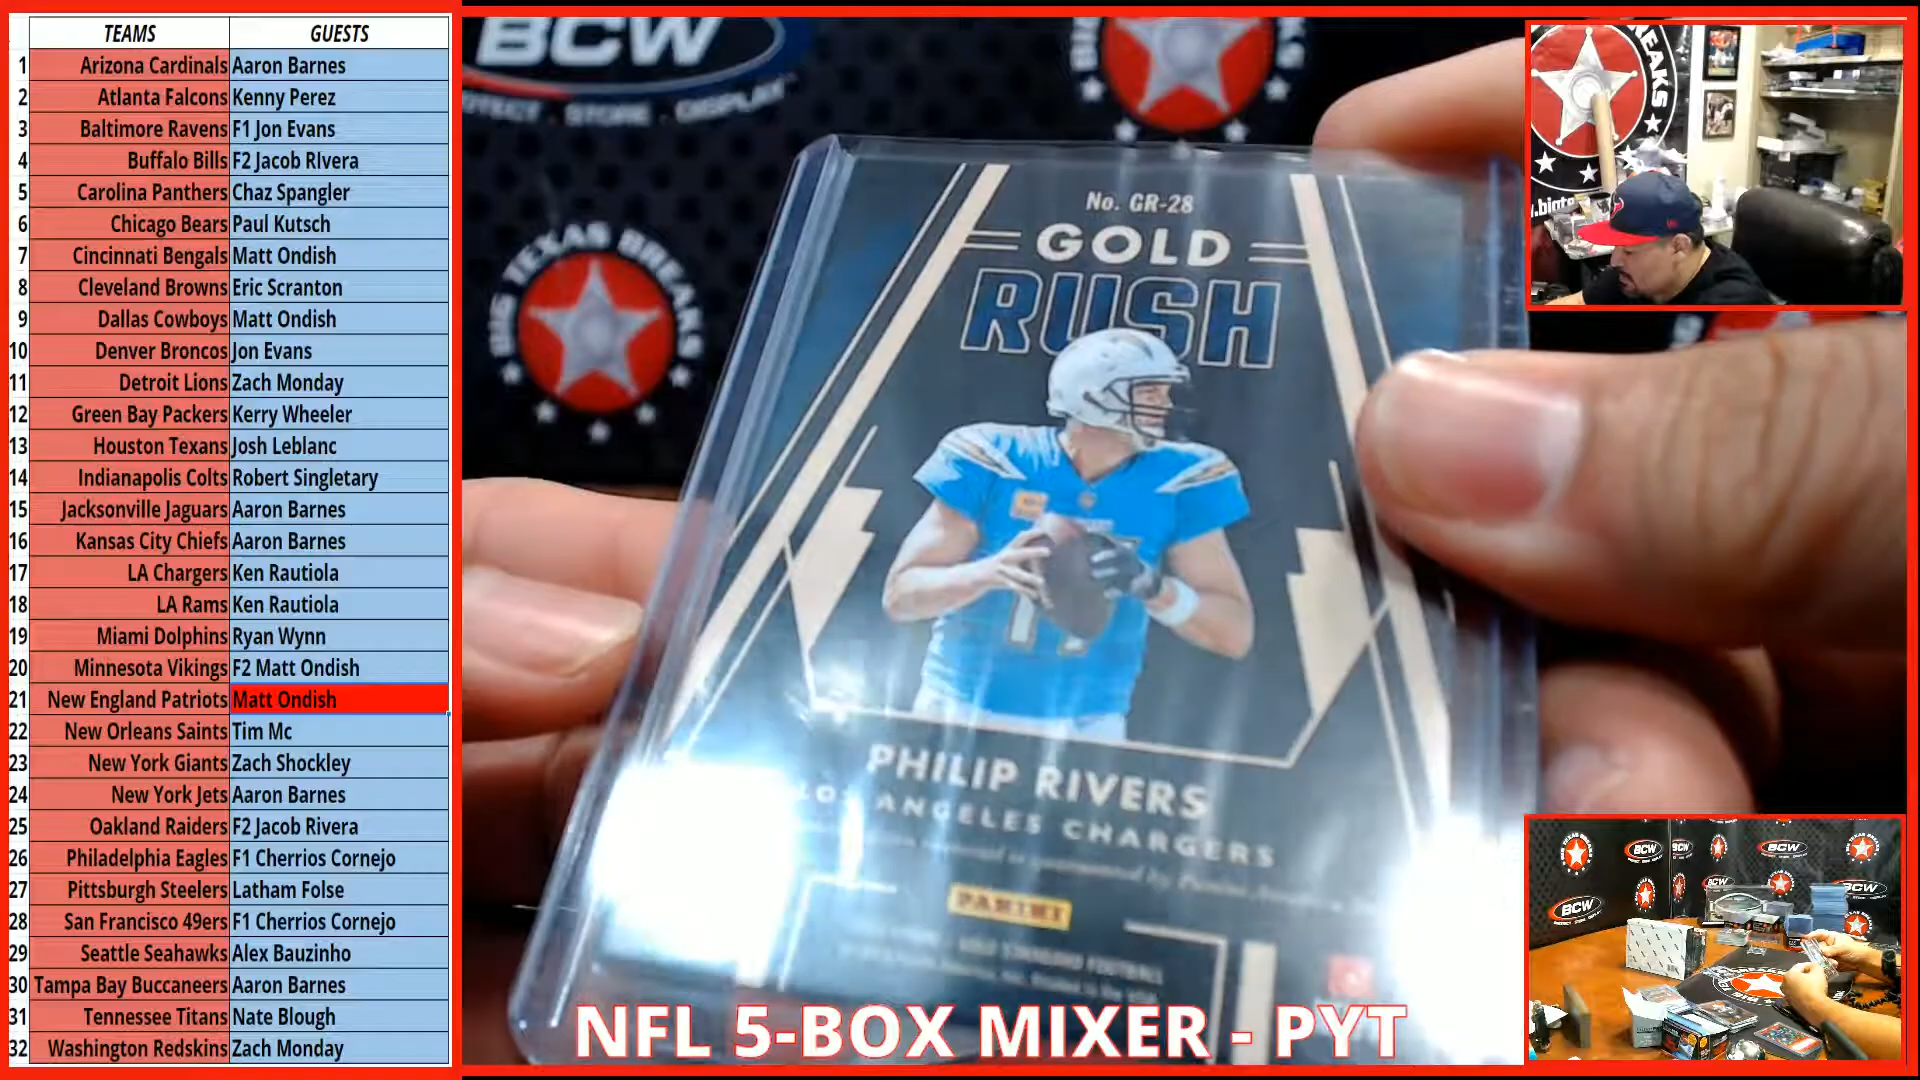 TEAMS GUESTS
1 Arizona Cardinals Aaron Barnes
2 Atlanta Falcons Kenny Perez
3 Baltimore Ravens F1 Jon Evans
4 Buffalo Bills F2 Jacob RIvera
5 Carolina Panthers Chaz Spangler
6 Chicago Bears Paul Kutsch
7 Cincinnati Bengals Matt Ondish
8 Cleveland Browns Eric Scranton
9 Dallas Cowboys Matt Ondish
10 Denver Broncos Jon Evans
11 Detroit Lions Zach Monday
12 Green Bay Packers Kerry Wheeler
13 Houston Texans Josh Leblanc
14 Indianapolis Colts Robert Singletary
15 Jacksonville Jaguars Aaron Barnes
16 Kansas City Chiefs Aaron Barnes
17 LA Chargers Ken Rautiola
18 LA Rams Ken Rautiola
19 Miami Dolphins Ryan Wynn
20 Minnesota Vikings F2 Matt Ondish
21 New England Patriots Matt Ondish
22 New Orleans Saints Tim Mc
23 New York Giants Zach Shockley
24 New York Jets Aaron Barnes
25 Oakland Raiders F2 Jacob Rivera
26 Philadelphia Eagles F1 Cherrios Cornejo
27 Pittsburgh Steelers Latham Folse
28 San Francisco 49ers F1 Cherrios Cornejo
29 Seattle Seahawks Alex Bauzinho
30 Tampa Bay Buccaneers Aaron Barnes
31 Tennessee Titans Nate Blough
32 Washington Redskins Zach Monday
BCW
STORE DISPLAY
BIG TEXAS BREAKS
No. GR-28
GOLD
RUSH
PHILIP RIVERS
LOS ANGELES CHARGERS
PANINI
NFL 5-BOX MIXER - PYT
BREAKS
BCW
BCW
BCW
BCW
BCW